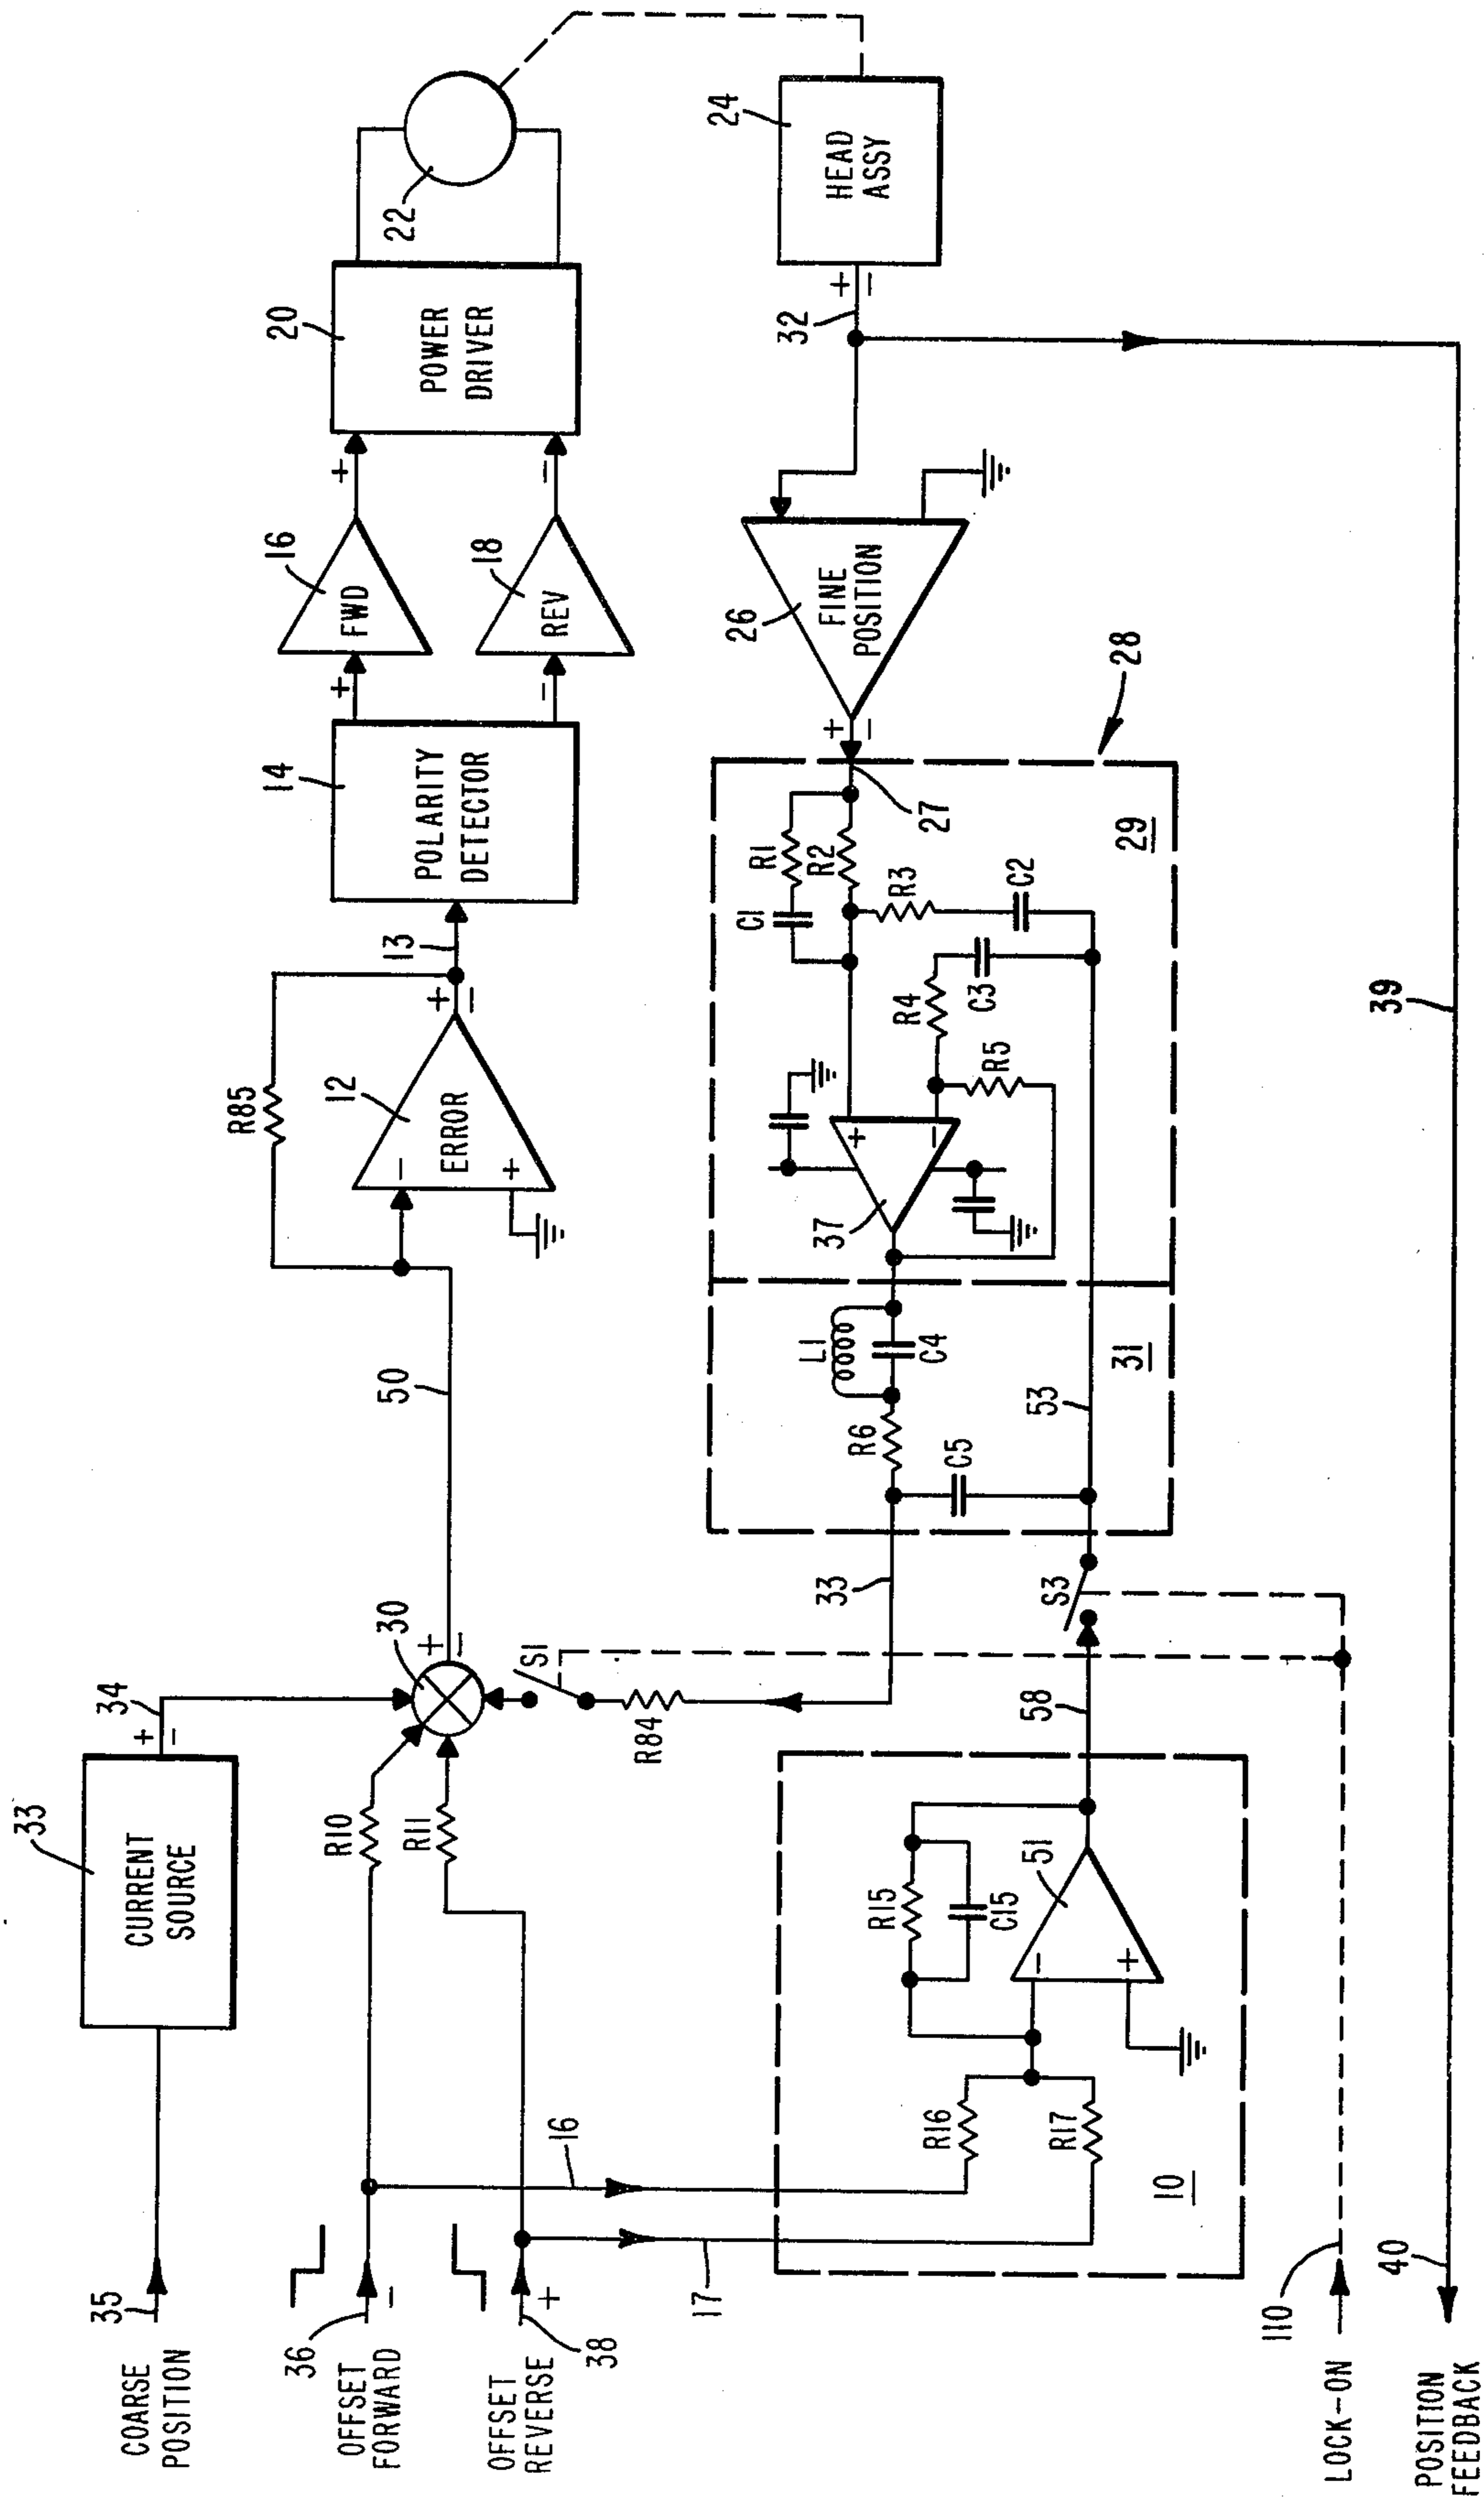 COARSE
POSITION
35
33
CURRENT
SOURCE
+
−
34
OFFSET
FORWARD
36
−
OFFSET
REVERSE
38
+
R10
R11
30
+
−
50
R85
−
ERROR
+
12
+
−
13
14
POLARITY
DETECTOR
+
−
16
FWD
18
REV
+
−
20
POWER
DRIVER
22
24
HEAD
ASSY
+
−
32
26
FINE
POSITION
+
−
27
28
29
R1
C1
R2
R3
C2
R4
C3
R5
+
−
37
31
L1
C4
R6
C5
53
33
S1
R84
S3
58
16
17
10
R16
R17
R15
C15
−
+
51
110
LOCK-ON
39
40
POSITION
FEEDBACK